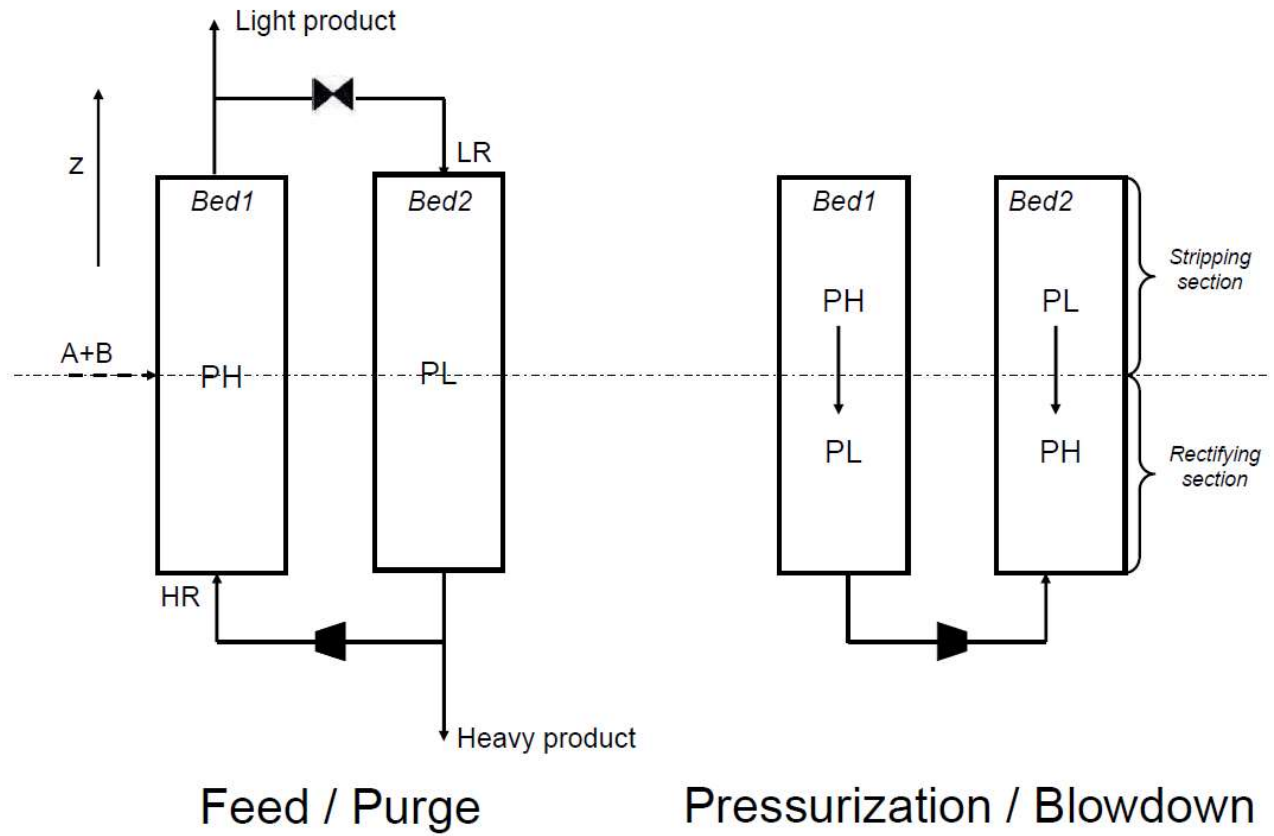 Light product
z
LR
Bed1
Bed2
Bed1
Bed2
Stripping
section
PH
PL
A+B
PH
PL
PL
PH
Rectifying
section
HR
Heavy product
Feed / Purge
Pressurization / Blowdown